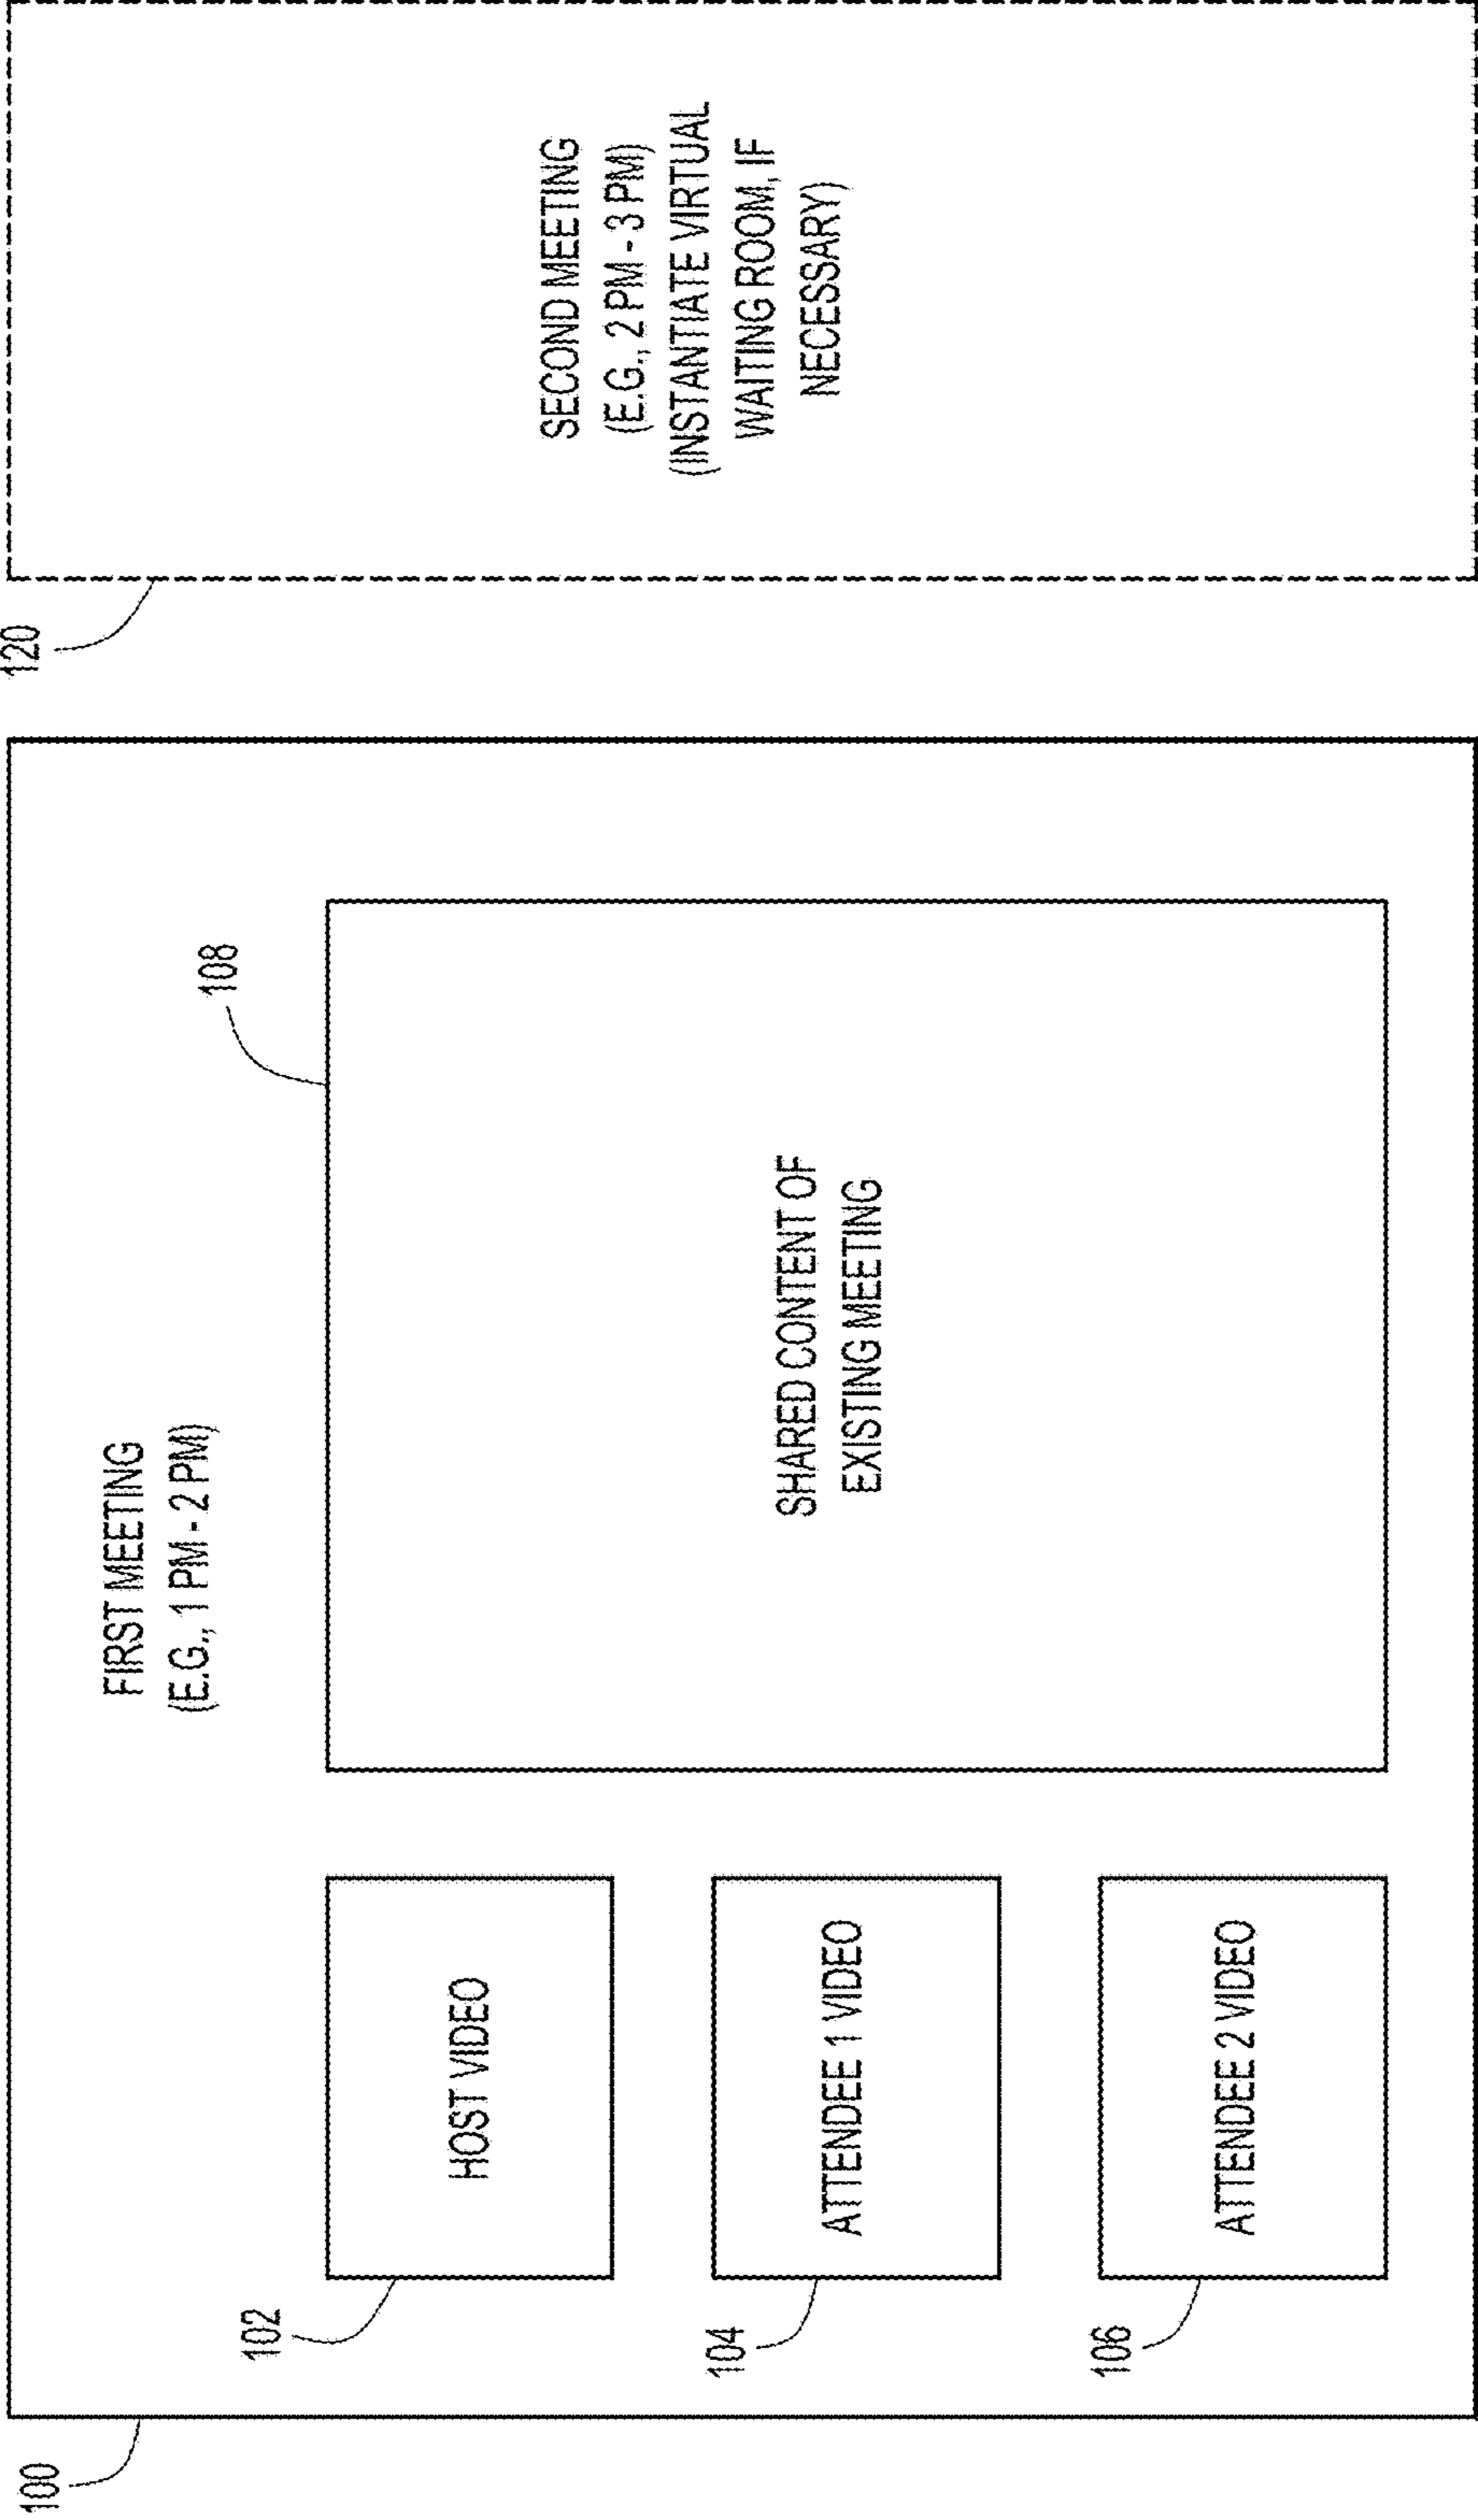 100
FIRST MEETING
(E.G., 1 PM - 2 PM)
102
HOST VIDEO
104
ATTENDEE 1 VIDEO
106
ATTENDEE 2 VIDEO
108
SHARED CONTENT OF
EXISTING MEETING
120
SECOND MEETING
(E.G., 2 PM - 3 PM)
(INSTANTIATE VIRTUAL
WAITING ROOM, IF
NECESSARY)